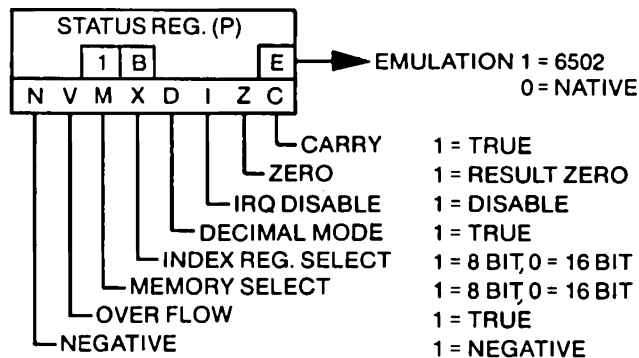 STATUS REG. (P)
1 B E EMULATION 1 = 6502
0 = NATIVE
N V M X D I Z C
CARRY 1 = TRUE
ZERO 1 = RESULT ZERO
IRQ DISABLE 1 = DISABLE
DECIMAL MODE 1 = TRUE
INDEX REG. SELECT 1 = 8 BIT, 0 = 16 BIT
MEMORY SELECT 1 = 8 BIT, 0 = 16 BIT
OVER FLOW 1 = TRUE
NEGATIVE 1 = NEGATIVE